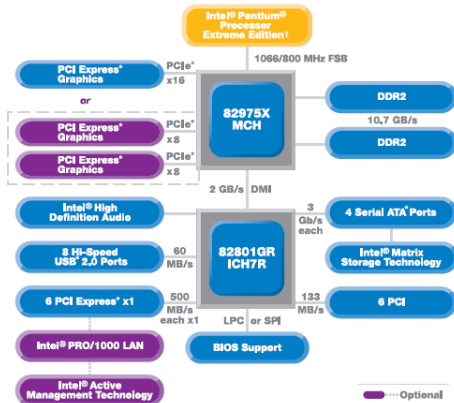 Intel® Pentium®
Processor
Extreme Edition†
1066/800 MHz FSB
PCI Express*
Graphics
PCIe*
x16
or
PCI Express*
Graphics
PCIe*
x8
PCI Express*
Graphics
PCIe*
x8
82975X
MCH
DDR2
10.7 GB/s
DDR2
2 GB/s
DMI
Intel® High
Definition Audio
8 Hi-Speed
USB* 2.0 Ports
60
MB/s
6 PCI Express* x1
500
MB/s
each x1
Intel® PRO/1000 LAN
Intel® Active
Management Technology
82801GR
ICH7R
3
Gb/s
each
4 Serial ATA* Ports
Intel® Matrix
Storage Technology
133
MB/s
6 PCI
LPC or SPI
BIOS Support
Optional